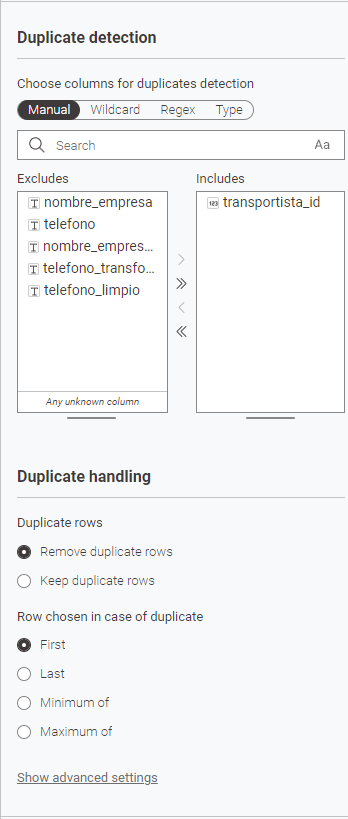 Duplicate detection
Choose columns for duplicates detection
Manual Wildcard Regex Type
Search Aa
Excludes Includes
T nombre_empresa 123 transportista_id
T telefono
T nombre_empres...
T telefono_transfo...
T telefono_limpio
Any unknown column
Duplicate handling
Duplicate rows
Remove duplicate rows
Keep duplicate rows
Row chosen in case of duplicate
First
Last
Minimum of
Maximum of
Show advanced settings